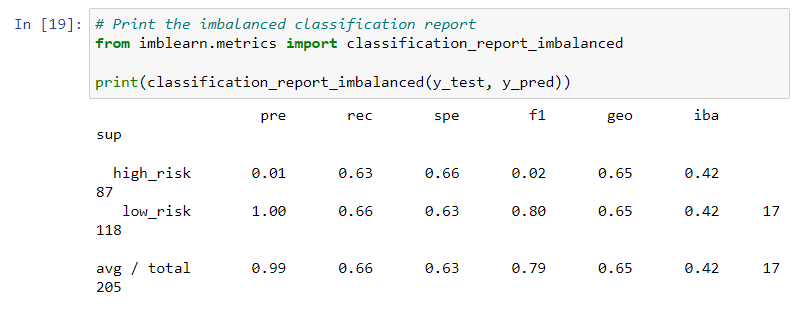 In [19]: # Print the imbalanced classification report
from imblearn.metrics import classification_report_imbalanced
print(classification_report_imbalanced(y_test, y_pred))
pre rec spe f1 geo iba
sup
high_risk 0.01 0.63 0.66 0.02 0.65 0.42
87
low_risk 1.00 0.66 0.63 0.80 0.65 0.42 17
118
avg / total 0.99 0.66 0.63 0.79 0.65 0.42 17
205